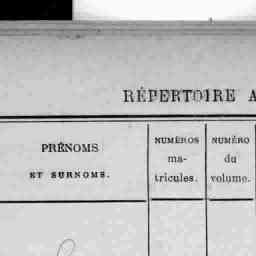 RÉPERTOIRE A
PRÉNOMS
ET SURNOMS.
NUMÉROS
ma-
tricules.
NUMÉRO
du
volume.